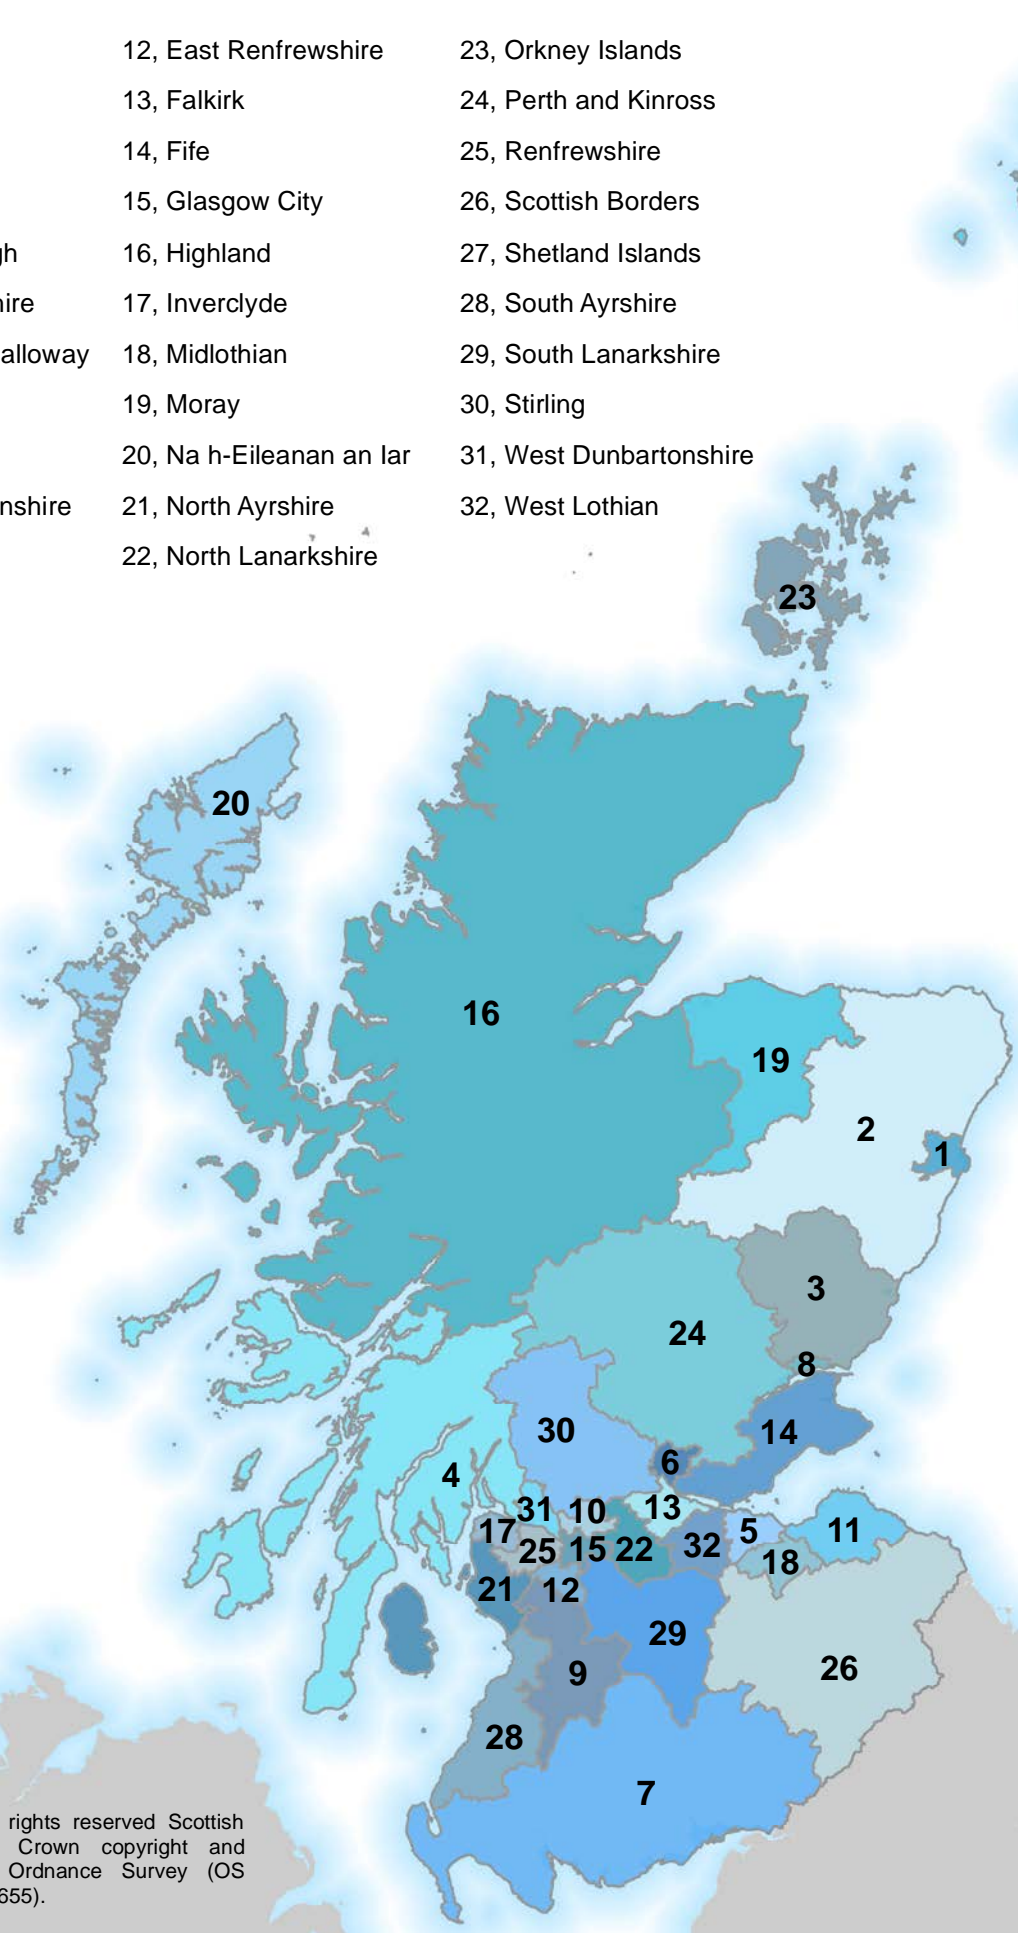 12, East Renfrewshire
13, Falkirk
14, Fife
15, Glasgow City
gh 16, Highland
hire 17, Inverclyde
alloway 18, Midlothian
19, Moray
20, Na h-Eileanan an Iar
nshire 21, North Ayrshire
22, North Lanarkshire
23, Orkney Islands
24, Perth and Kinross
25, Renfrewshire
26, Scottish Borders
27, Shetland Islands
28, South Ayrshire
29, South Lanarkshire
30, Stirling
31, West Dunbartonshire
32, West Lothian
23
20
16
19
2
1
3
24
8
14
30
6
4
31
10
13
17
25
15
22
32
5
11
18
21
12
29
9
26
28
7
rights reserved Scottish
Crown copyright and
Ordnance Survey (OS
655).